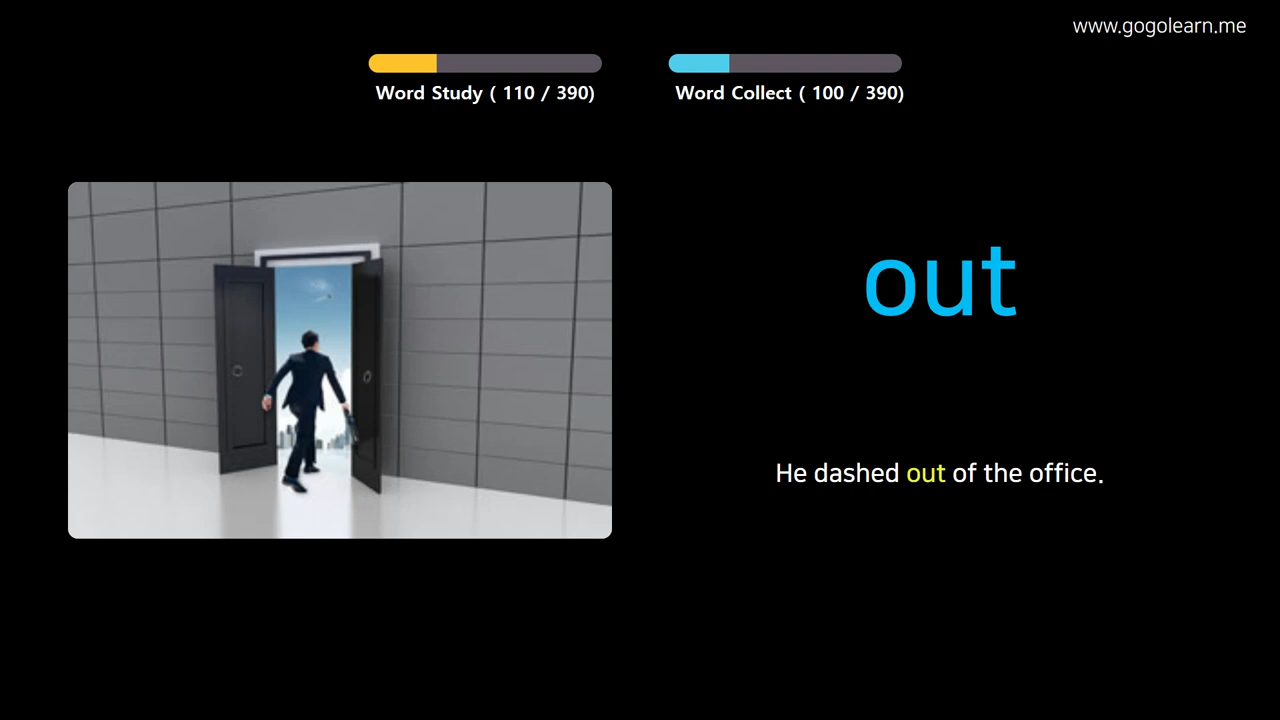 www.gogolearn.me
Word Study ( 110 / 390)
Word Collect ( 100 / 390)
out
He dashed out of the office.